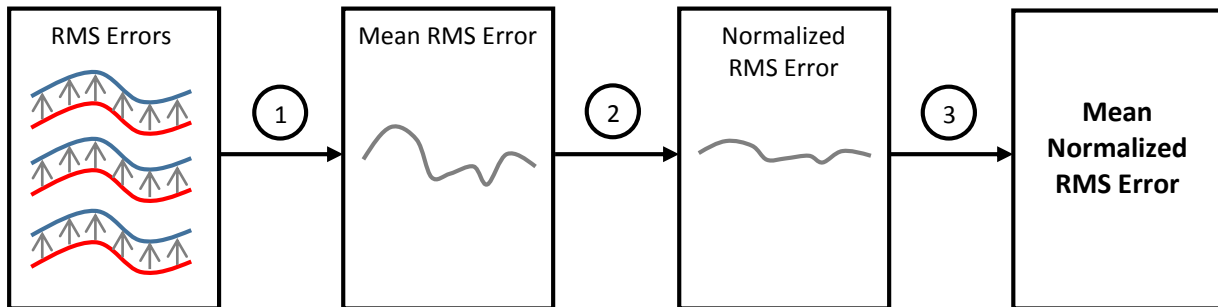 RMS Errors
1
Mean RMS Error
2
Normalized
RMS Error
3
Mean
Normalized
RMS Error